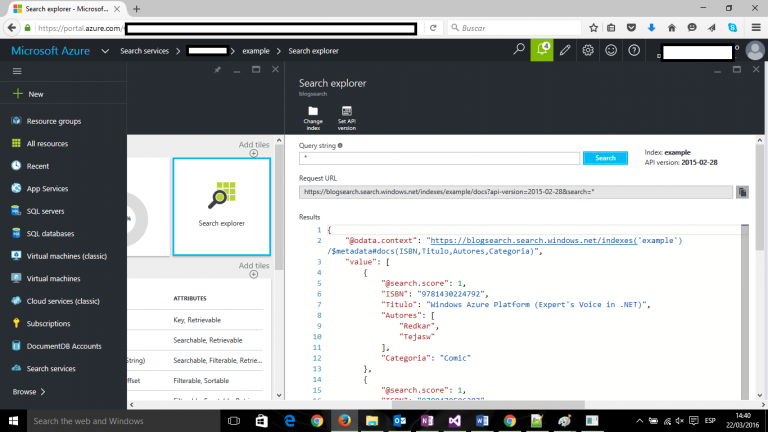 Search explorer - Microsof...
https://portal.azure.com/
Buscar
Microsoft Azure
Search services > > example > Search explorer
4
New
Resource groups
All resources
Recent
App Services
SQL servers
SQL databases
Virtual machines (classic)
Virtual machines
Cloud services (classic)
Subscriptions
DocumentDB Accounts
Search services
Browse >
Add tiles
Search explorer
Add tiles
ATTRIBUTES
Key, Retrievable
Searchable, Retrievable
String) Searchable, Filterable, Retrie...
ffset Filterable, Sortable
Search explorer
blogsearch
Change index
Set API version
Query string
*
Search
Index: example
API version: 2015-02-28
Request URL
https://blogsearch.search.windows.net/indexes/example/docs?api-version=2015-02-28&search=*
Results
1 {
2 "@odata.context": "https://blogsearch.search.windows.net/indexes('example')
/$metadata#docs(ISBN,Titulo,Autores,Categoria)",
3 "value": [
4 {
5 "@search.score": 1,
6 "ISBN": "9781430224792",
7 "Titulo": "Windows Azure Platform (Expert's Voice in .NET)",
8 "Autores": [
9 "Redkar",
10 "Tejasw"
11 ],
12 "Categoria": "Comic"
13 },
14 {
15 "@search.score": 1,
Search the web and Windows
ESP
14:40
22/03/2016